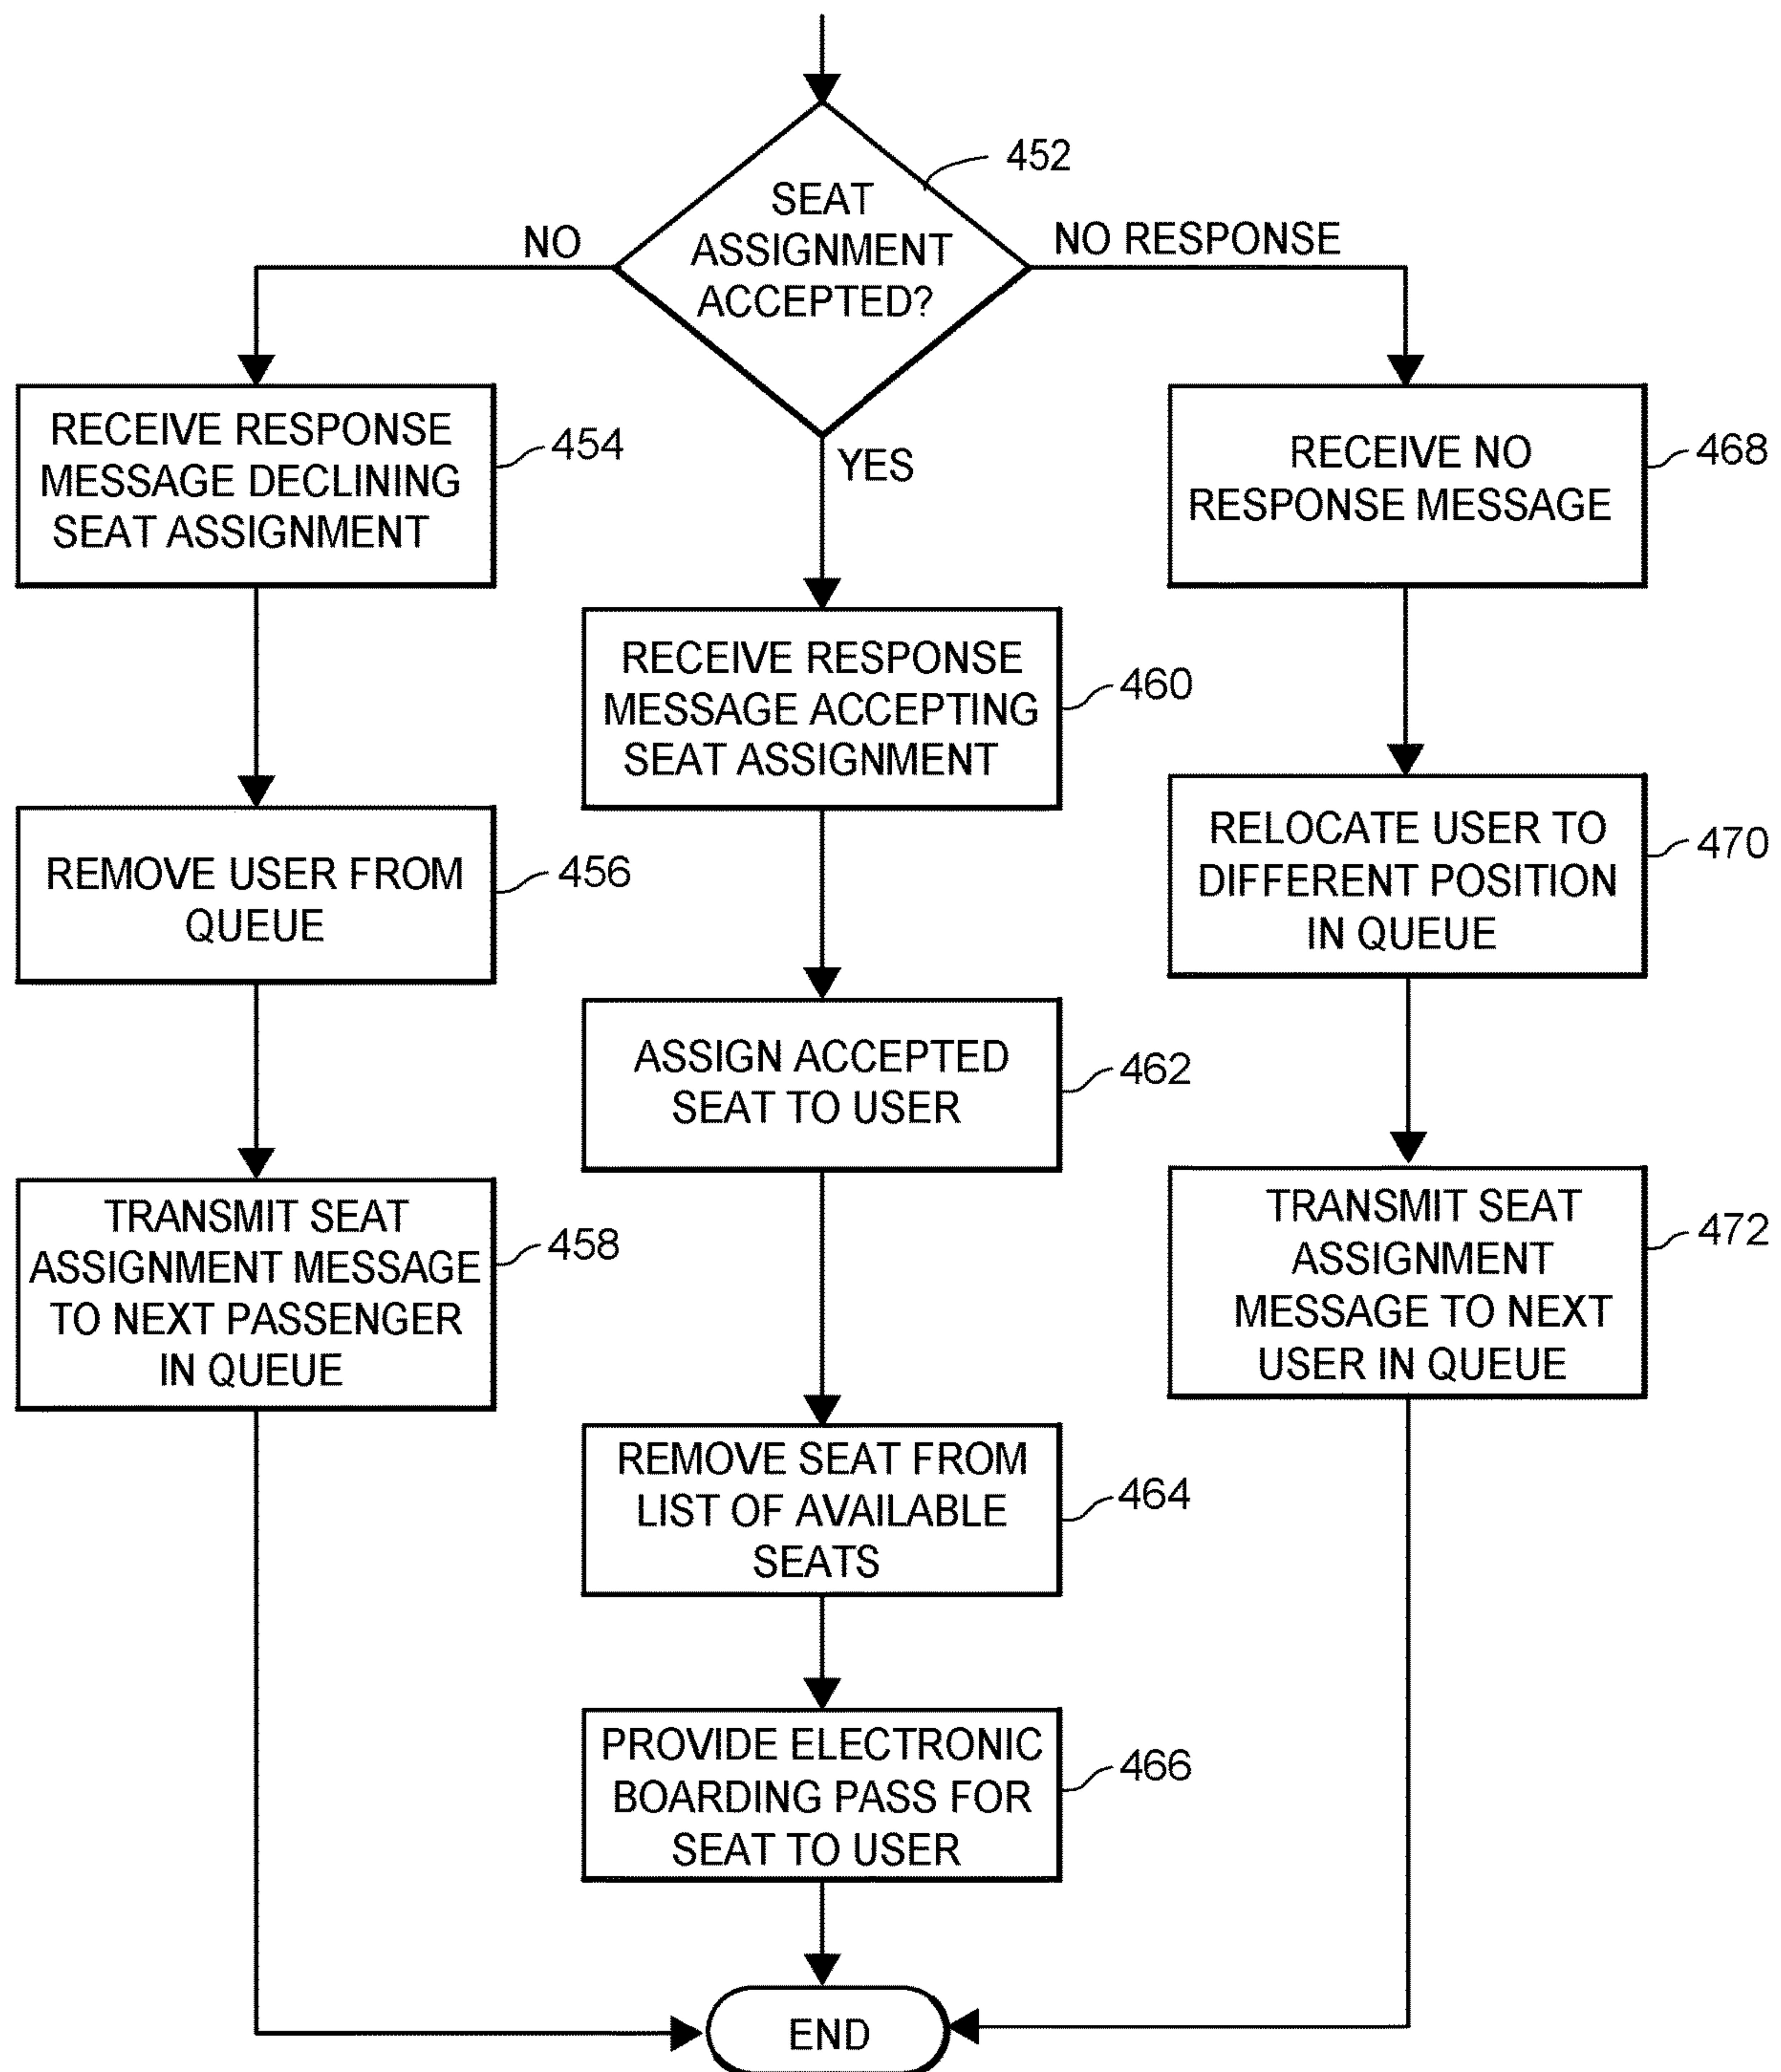 452
SEAT
ASSIGNMENT
ACCEPTED?
NO
NO RESPONSE
YES
RECEIVE RESPONSE
MESSAGE DECLINING
SEAT ASSIGNMENT
454
REMOVE USER FROM
QUEUE
456
TRANSMIT SEAT
ASSIGNMENT MESSAGE
TO NEXT PASSENGER
IN QUEUE
458
RECEIVE RESPONSE
MESSAGE ACCEPTING
SEAT ASSIGNMENT
460
ASSIGN ACCEPTED
SEAT TO USER
462
REMOVE SEAT FROM
LIST OF AVAILABLE
SEATS
464
PROVIDE ELECTRONIC
BOARDING PASS FOR
SEAT TO USER
466
RECEIVE NO
RESPONSE MESSAGE
468
RELOCATE USER TO
DIFFERENT POSITION
IN QUEUE
470
TRANSMIT SEAT
ASSIGNMENT
MESSAGE TO NEXT
USER IN QUEUE
472
END